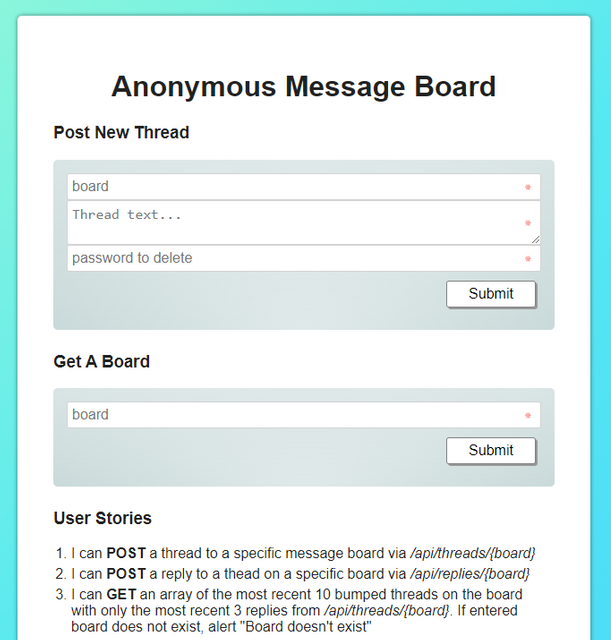 Anonymous Message Board
Post New Thread
board
Thread text...
password to delete
Submit
Get A Board
board
Submit
User Stories
1. I can POST a thread to a specific message board via /api/threads/{board}
2. I can POST a reply to a thead on a specific board via /api/replies/{board}
3. I can GET an array of the most recent 10 bumped threads on the board
with only the most recent 3 replies from /api/threads/{board}. If entered
board does not exist, alert "Board doesn't exist"